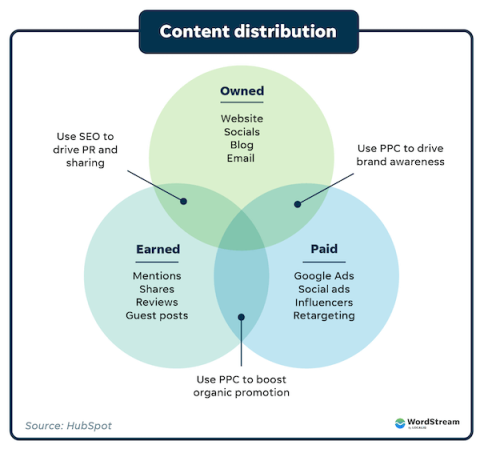 Content distribution
Owned
Website
Socials
Blog
Email
Use SEO to
drive PR and
sharing
Use PPC to drive
brand awareness
Earned
Mentions
Shares
Reviews
Guest posts
Paid
Google Ads
Social ads
Influencers
Retargeting
Use PPC to boost
organic promotion
Source: HubSpot
WordStream